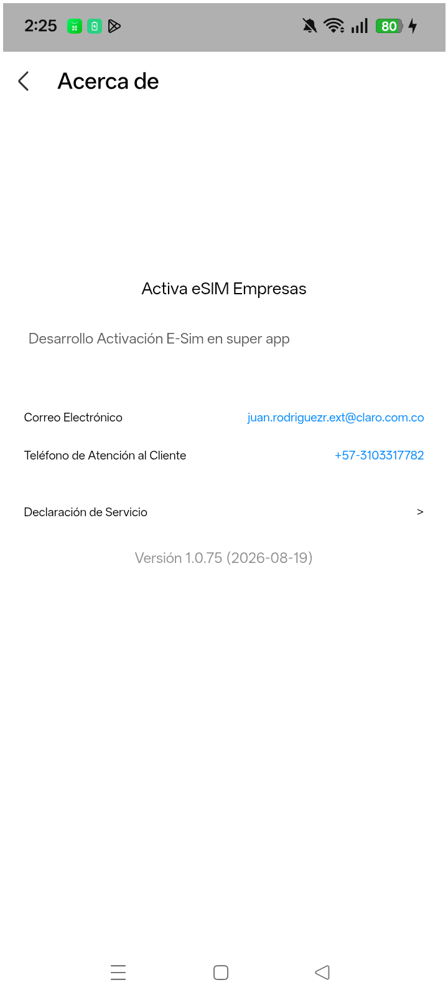 2:25
80
Acerca de
Activa eSIM Empresas
Desarrollo Activación E-Sim en super app
Correo Electrónico juan.rodriguezr.ext@claro.com.co
Teléfono de Atención al Cliente +57-3103317782
Declaración de Servicio >
Versión 1.0.75 (2026-08-19)